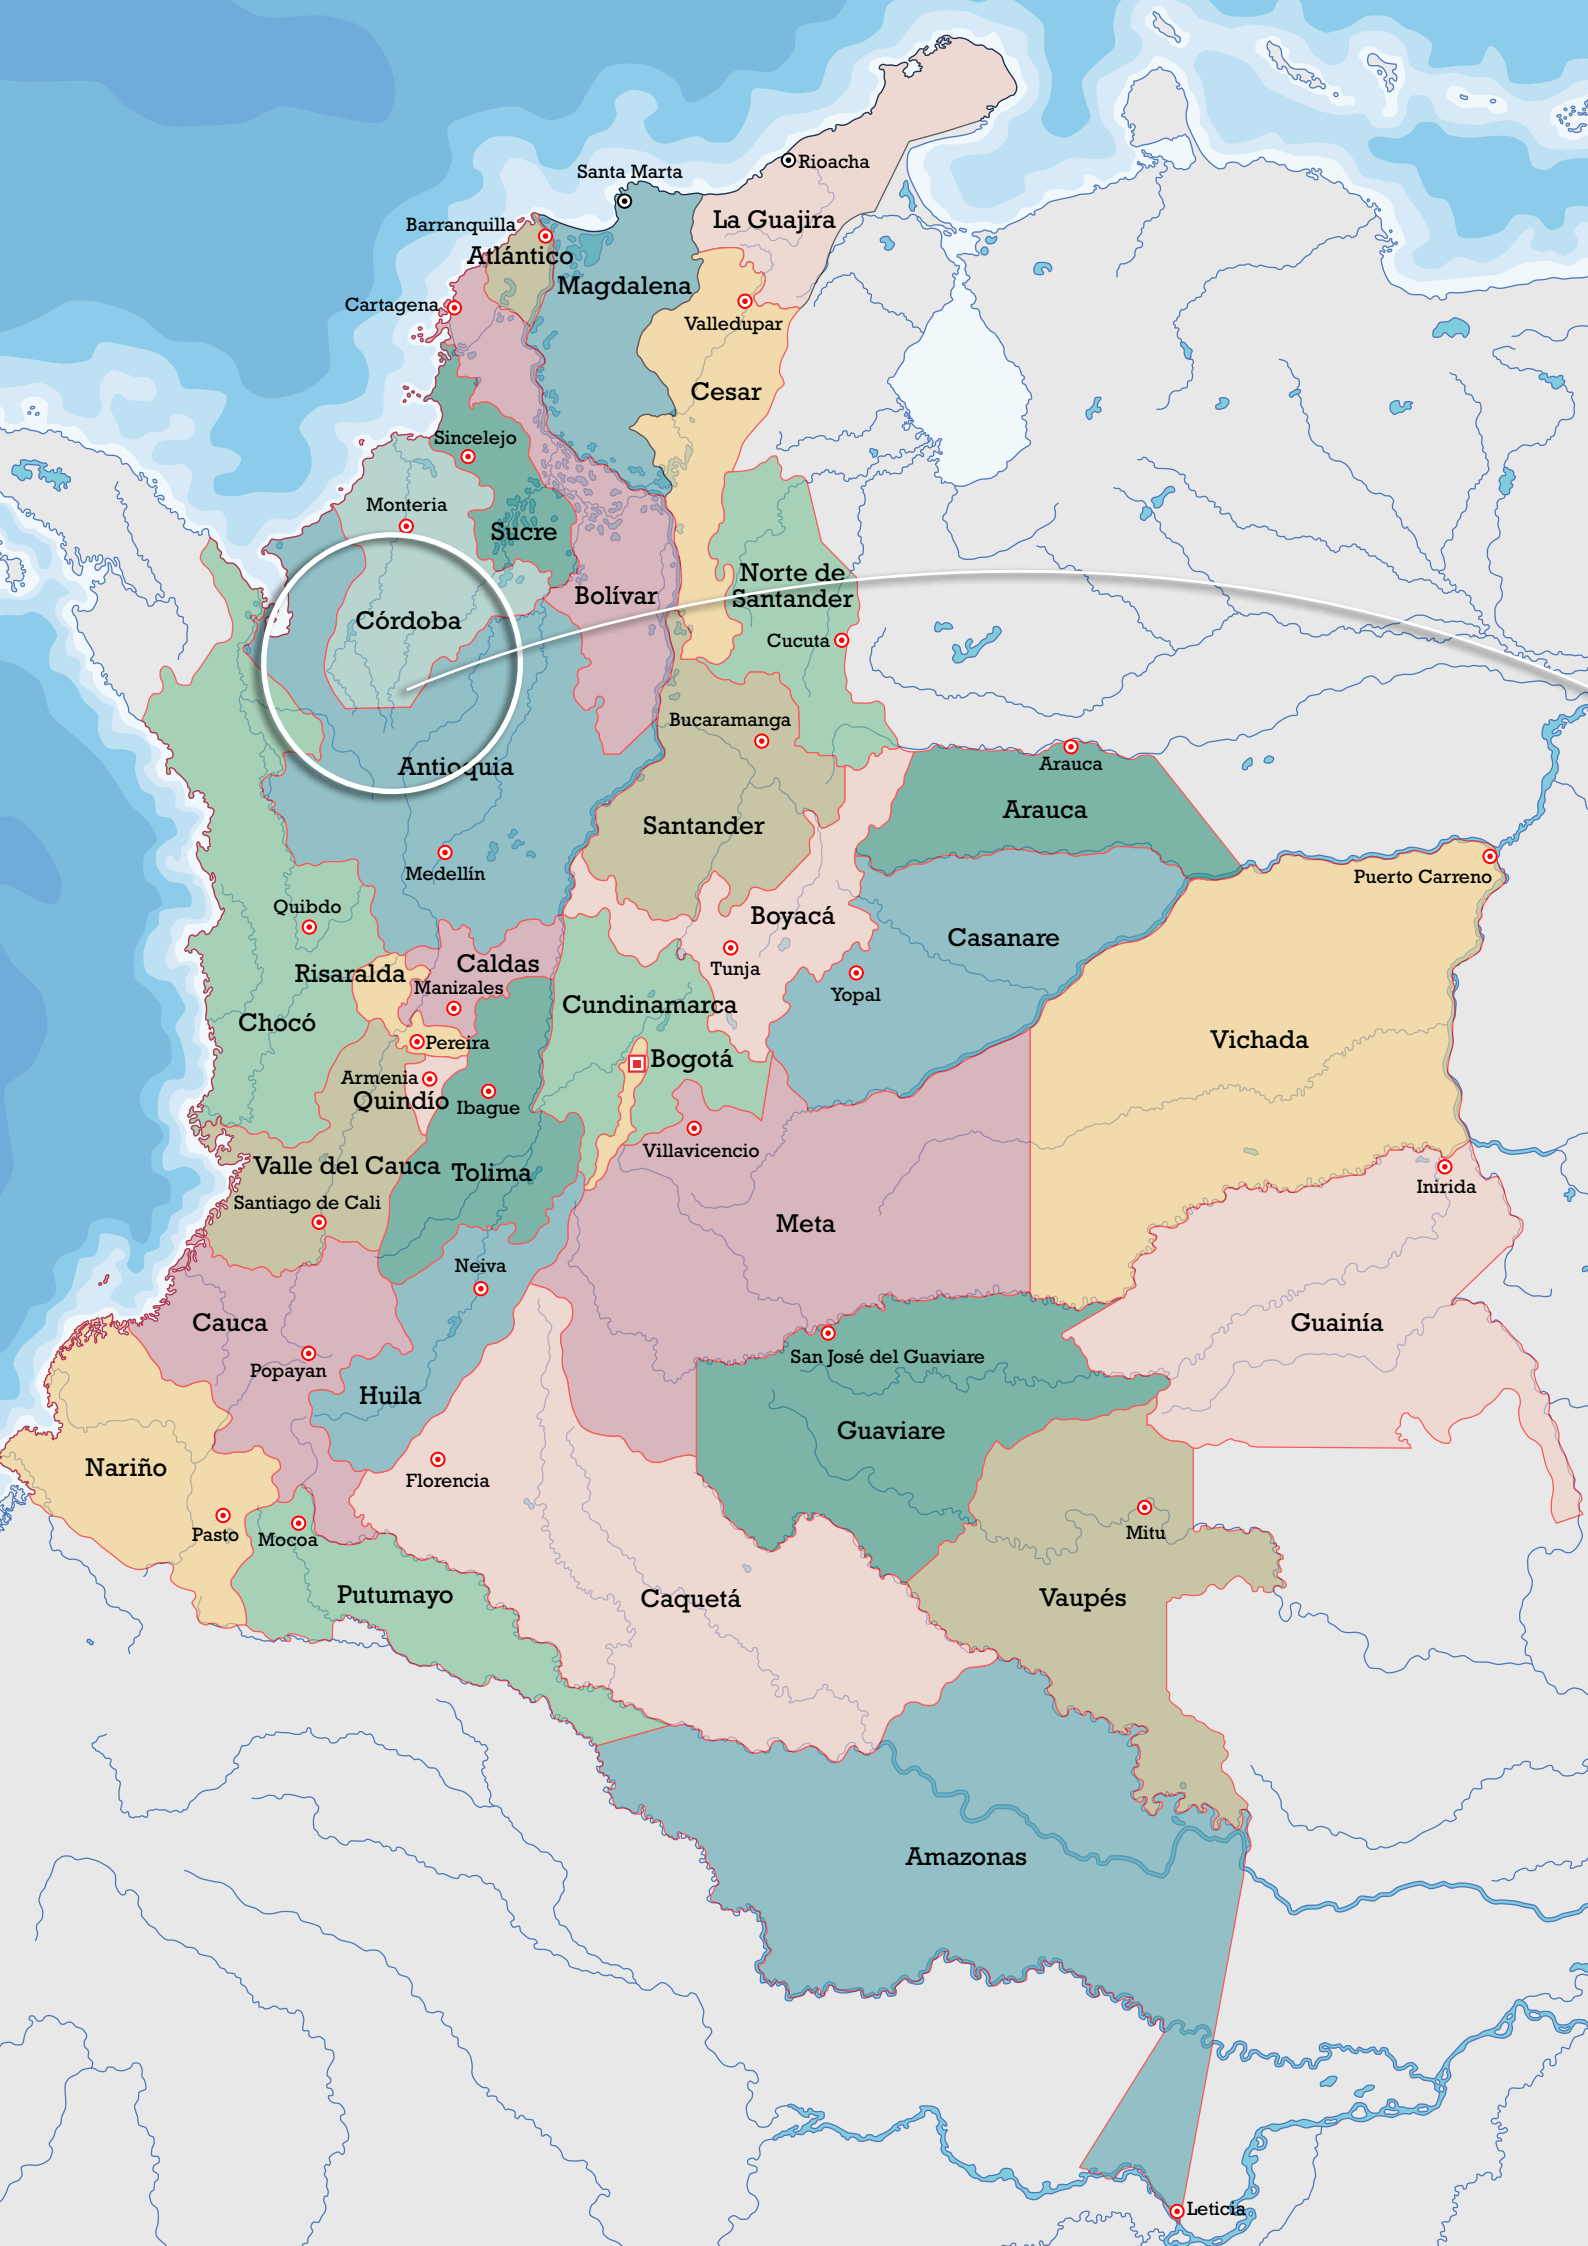 Santa Marta
Rioacha
La Guajira
Barranquilla
Atlántico
Magdalena
Cartagena
Valledupar
Cesar
Sincelejo
Monteria
Sucre
Norte de
Santander
Bolívar
Córdoba
Cucuta
Bucaramanga
Antioquia
Arauca
Arauca
Santander
Medellín
Puerto Carreno
Quibdo
Boyacá
Casanare
Risaralda
Caldas
Tunja
Manizales
Yopal
Cundinamarca
Chocó
Vichada
Pereira
Bogotá
Armenia
Quindío
Ibague
Villavicencio
Valle del Cauca
Tolima
Inirida
Santiago de Cali
Meta
Neiva
Cauca
Guainía
Popayan
San José del Guaviare
Huila
Guaviare
Nariño
Florencia
Pasto
Mocoa
Mitu
Putumayo
Caquetá
Vaupés
Amazonas
Leticia